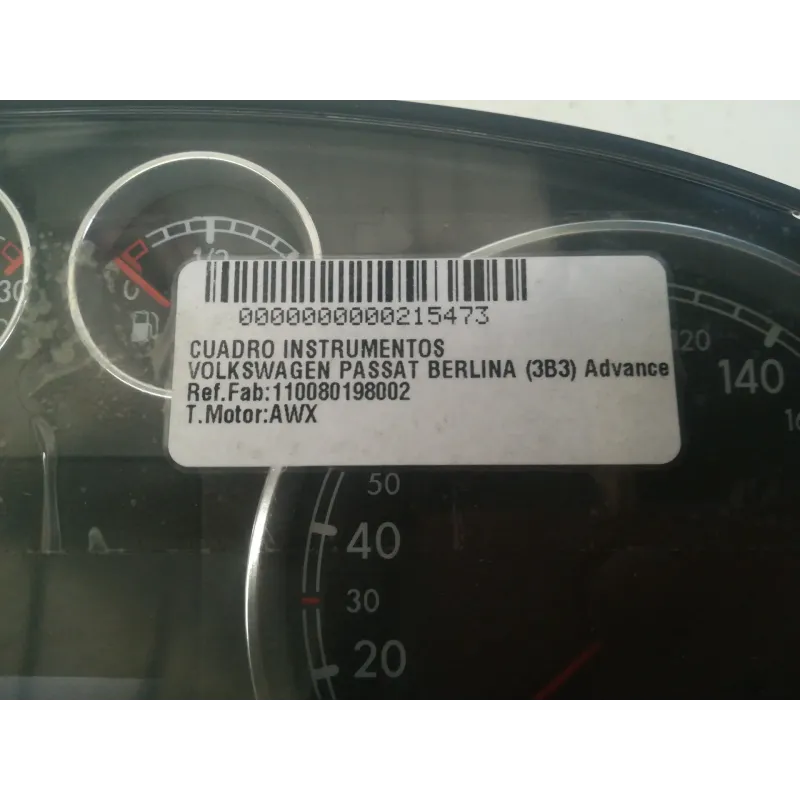 1/2
0
30
0000000000215473
CUADRO INSTRUMENTOS
VOLKSWAGEN PASSAT BERLINA (3B3) Advance
Ref.Fab:110080198002
T.Motor:AWX
120
140
50
40
30
20